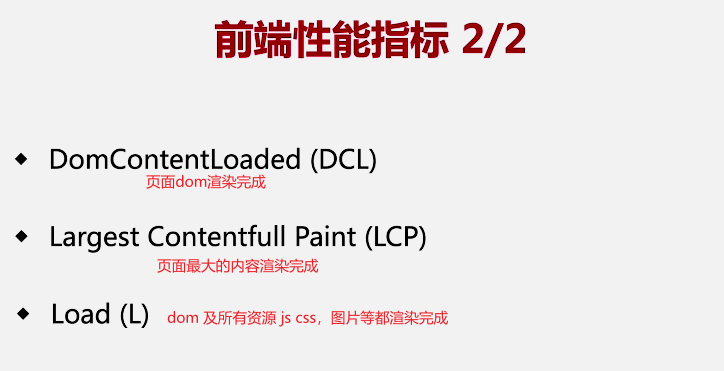 前端性能指标 2/2
DomContentLoaded (DCL)
页面dom渲染完成
Largest Contentfull Paint (LCP)
页面最大的内容渲染完成
Load (L) dom 及所有资源 js css，图片等都渲染完成